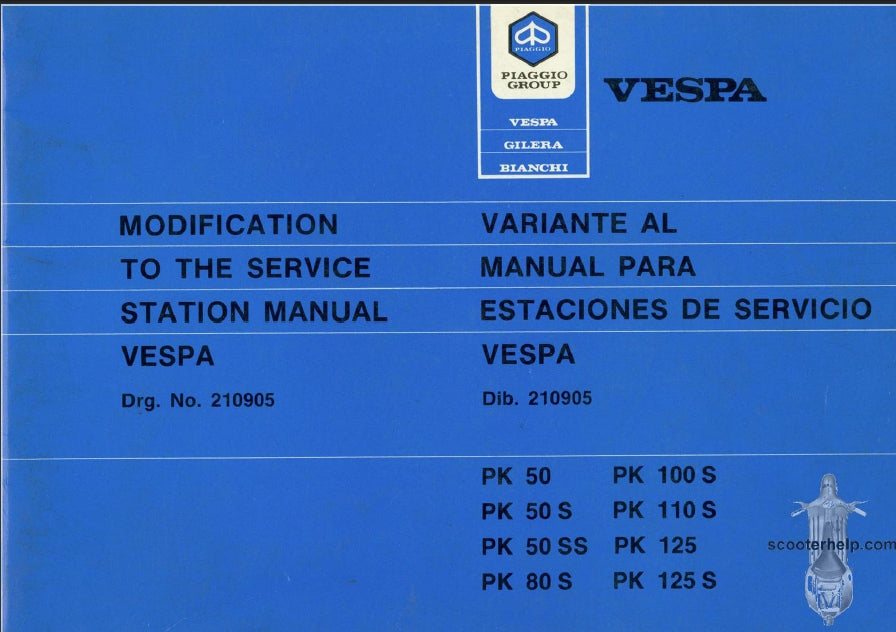 PIAGGIO
PIAGGIO
GROUP
VESPA
GILERA
BIANCHI
VESPA
MODIFICATION
TO THE SERVICE
STATION MANUAL
VESPA
Drg. No. 210905
VARIANTE AL
MANUAL PARA
ESTACIONES DE SERVICIO
VESPA
Dib. 210905
PK 50
PK 50 S
PK 50 SS
PK 80 S
PK 100 S
PK 110 S
PK 125
PK 125 S
scooterhelp.com